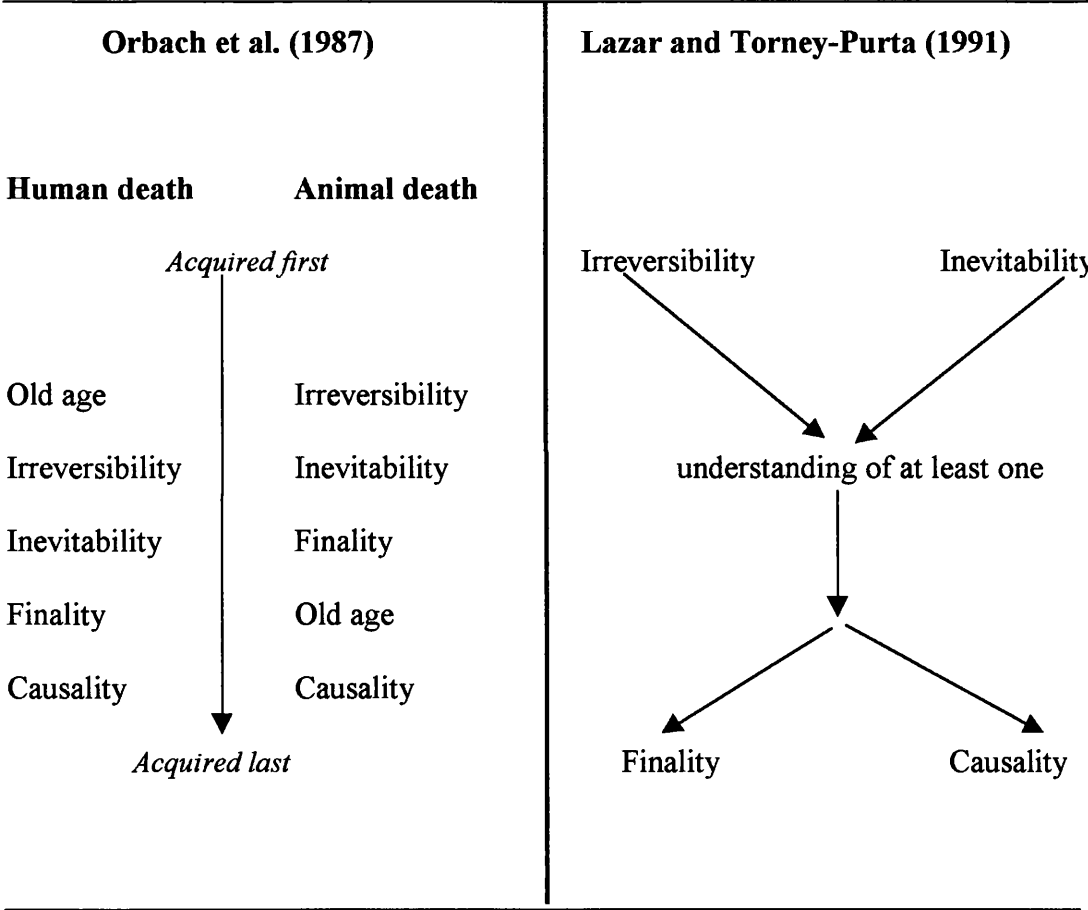 Orbach et al. (1987)
Human death Animal death
Acquired first
Old age Irreversibility
Irreversibility Inevitability
Inevitability Finality
Finality Old age
Causality Causality
Acquired last
Lazar and Torney-Purta (1991)
Irreversibility Inevitability
understanding of at least one
Finality Causality